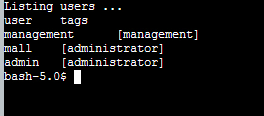 Listing users ...
user tags
management [management]
mall [administrator]
admin [administrator]
bash-5.0$